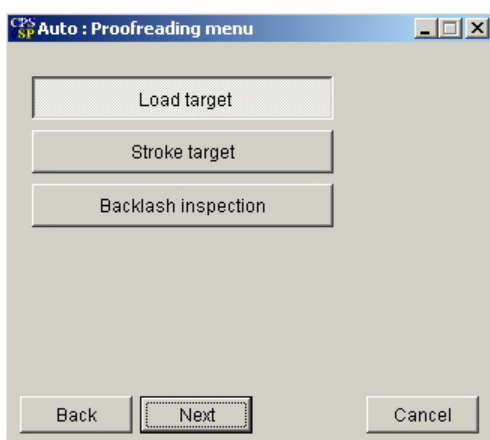 CPS
SP Auto : Proofreading menu
Load target
Stroke target
Backlash inspection
Back Next Cancel